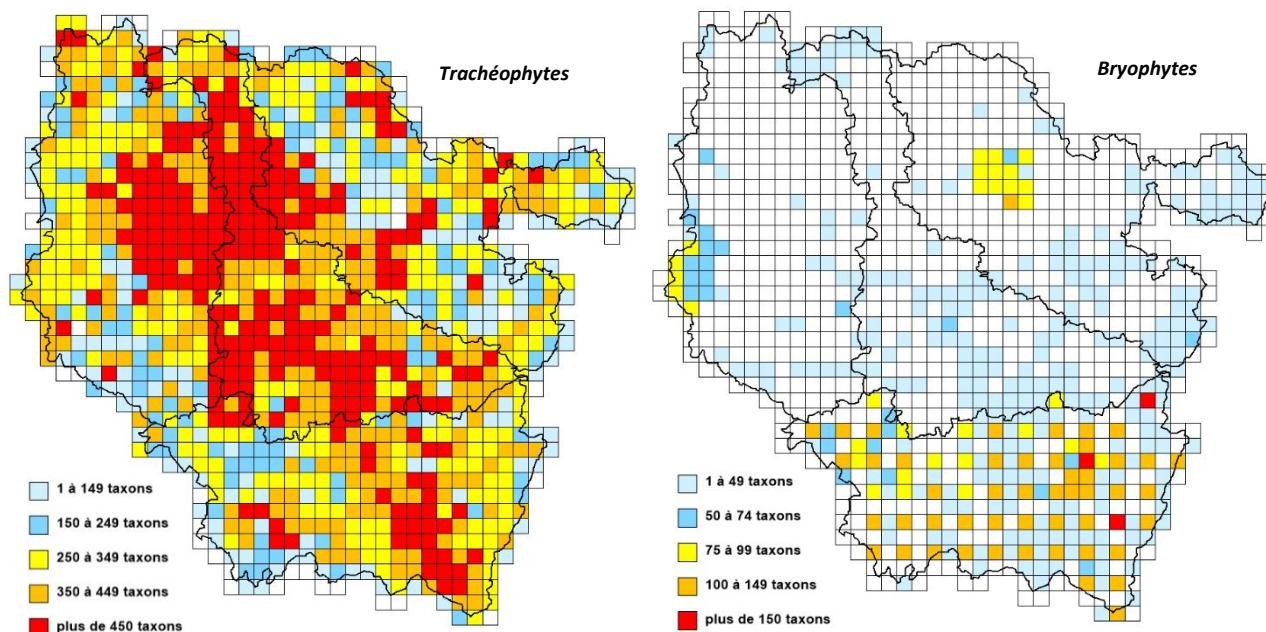 Trachéophytes
1 à 149 taxons
150 à 249 taxons
250 à 349 taxons
350 à 449 taxons
plus de 450 taxons
Bryophytes
1 à 49 taxons
50 à 74 taxons
75 à 99 taxons
100 à 149 taxons
plus de 150 taxons